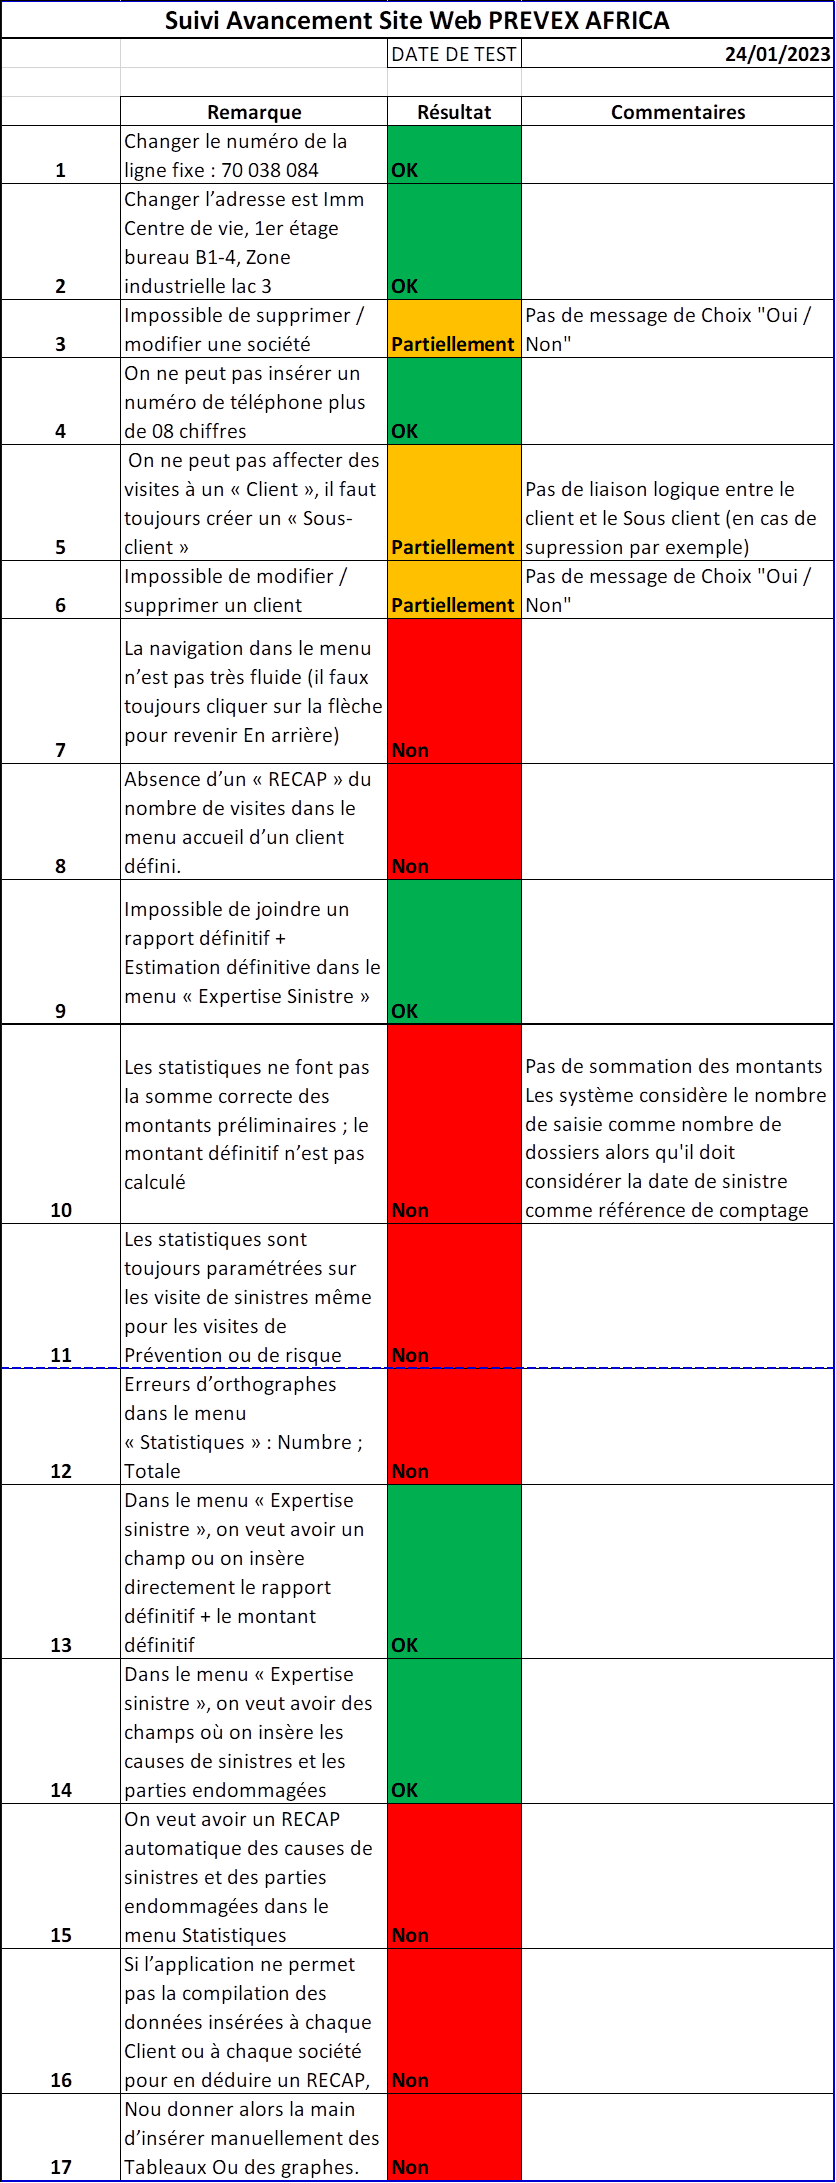 Suivi Avancement Site Web PREVEX AFRICA
DATE DE TEST 24/01/2023
Remarque Résultat Commentaires
Changer le numéro de la
1 ligne fixe : 70 038 084 OK
Changer l’adresse est Imm
Centre de vie, 1er étage
bureau B1-4, Zone
2 industrielle lac 3 OK
Impossible de supprimer / Pas de message de Choix "Oui /
3 modifier une société Partiellement Non"
On ne peut pas insérer un
numéro de téléphone plus
4 de 08 chiffres OK
On ne peut pas affecter des
visites à un « Client », il faut Pas de liaison logique entre le
toujours créer un « Sous- client et le Sous client (en cas de
5 client » Partiellement supression par exemple)
Impossible de modifier / Pas de message de Choix "Oui /
6 supprimer un client Partiellement Non"
La navigation dans le menu
n’est pas très fluide (il faux
toujours cliquer sur la flèche
pour revenir En arrière)
7 Non
Absence d’un « RECAP » du
nombre de visites dans le
menu accueil d’un client
8 défini. Non
Impossible de joindre un
rapport définitif +
Estimation définitive dans le
menu « Expertise Sinistre »
9 OK
Les statistiques ne font pas Pas de sommation des montants
la somme correcte des Les système considère le nombre
montants préliminaires ; le de saisie comme nombre de
montant définitif n’est pas dossiers alors qu'il doit
calculé considérer la date de sinistre
10 Non comme référence de comptage
Les statistiques sont
toujours paramétrées sur
les visite de sinistres même
pour les visites de
11 Prévention ou de risque Non
Erreurs d’orthographes
dans le menu
« Statistiques » : Numbre ;
12 Totale Non
Dans le menu « Expertise
sinistre », on veut avoir un
champ ou on insère
directement le rapport
définitif + le montant
13 définitif OK
Dans le menu « Expertise
sinistre », on veut avoir des
champs où on insère les
causes de sinistres et les
14 parties endommagées OK
On veut avoir un RECAP
automatique des causes de
sinistres et des parties
endommagées dans le
15 menu Statistiques Non
Si l’application ne permet
pas la compilation des
données insérées à chaque
Client ou à chaque société
16 pour en déduire un RECAP, Non
Nou donner alors la main
d’insérer manuellement des
17 Tableaux Ou des graphes. Non